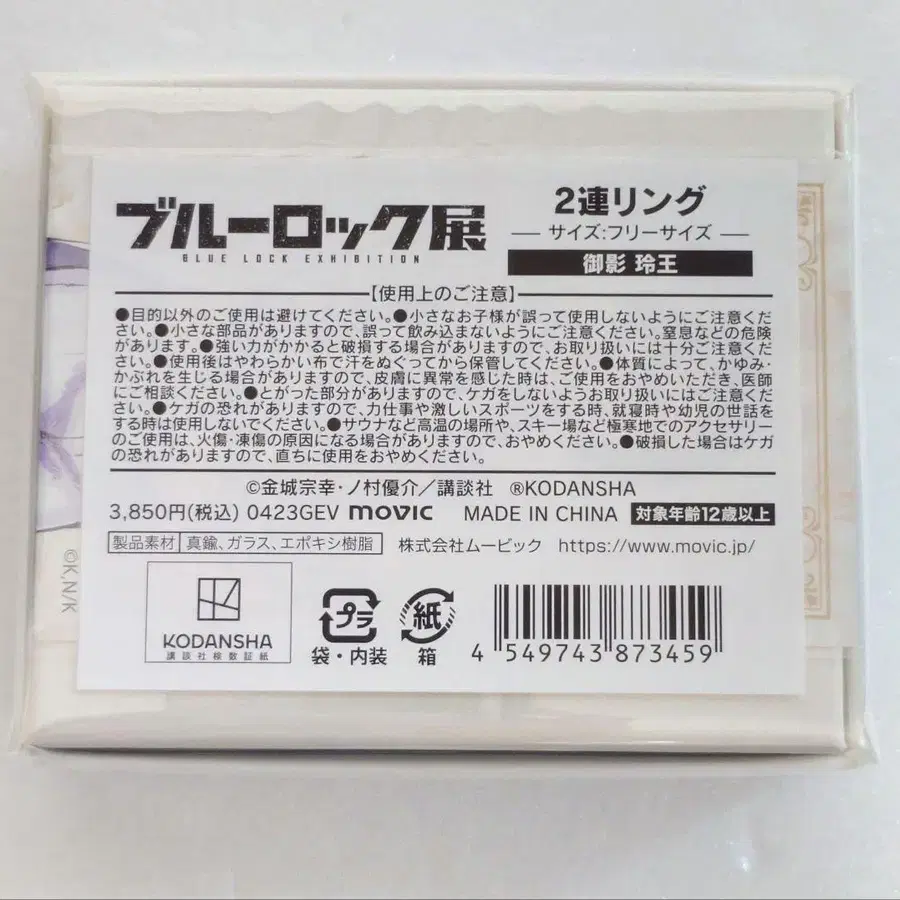 ブルーロック展
BLUE LOCK EXHIBITION
2連リング
サイズ:フリーサイズ
御影 玲王
【使用上のご注意】
●目的以外のご使用は避けてください。●小さなお子様が誤って使用しないようにご注意くだ
さい。●小さな部品がありますので、誤って飲み込まないようにご注意ください。窒息などの危険
があります。●強い力がかかると破損する場合がありますので、お取り扱いには十分ご注意くださ
い。●使用後はやわらかい布で汗をぬぐってから保管してください。●体質によって、かゆみ・
かぶれを生じる場合がありますので、皮膚に異常を感じた時は、ご使用をおやめいただき、医師
にご相談ください。●とがった部分がありますので、ケガをしないようお取り扱いにはご注意くださ
い。●ケガの恐れがありますので、力仕事や激しいスポーツをする時、就寝時や幼児の世話を
する時は使用しないでください。●サウナなど高温の場所や、スキー場など極寒地でのアクセサリー
のご使用は、火傷・凍傷の原因になる場合がありますので、おやめください。●破損した場合はケガ
の恐れがありますので、直ちに使用をおやめください。
©金城宗幸・ノ村優介／講談社 ®KODANSHA
3,850円(税込) 0423GEV movic MADE IN CHINA 対象年齢12歳以上
製品素材 真鍮、ガラス、エポキシ樹脂 株式会社ムービック https://www.movic.jp/
KODANSHA
講談社検数証紙
プラ
袋・内装
紙
箱
4 549743 873459
©K,N/K